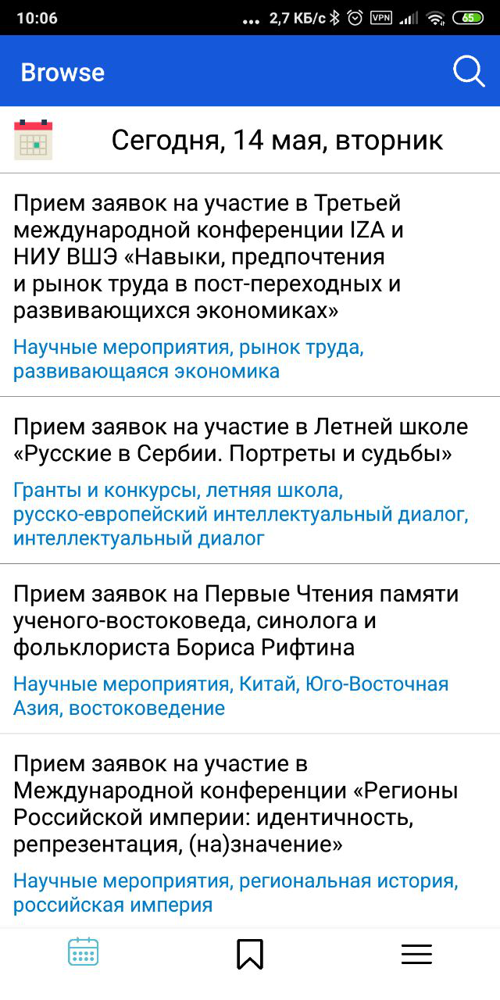 10:06 ... 2,7 КБ/с VPN 65
Browse
Сегодня, 14 мая, вторник
Прием заявок на участие в Третьей
международной конференции IZA и
НИУ ВШЭ «Навыки, предпочтения
и рынок труда в пост-переходных и
развивающихся экономиках»
Научные мероприятия, рынок труда,
развивающаяся экономика
Прием заявок на участие в Летней школе
«Русские в Сербии. Портреты и судьбы»
Гранты и конкурсы, летняя школа,
русско-европейский интеллектуальный диалог,
интеллектуальный диалог
Прием заявок на Первые Чтения памяти
ученого-востоковеда, синолога и
фольклориста Бориса Рифтина
Научные мероприятия, Китай, Юго-Восточная
Азия, востоковедение
Прием заявок на участие в
Международной конференции «Регионы
Российской империи: идентичность,
репрезентация, (на)значение»
Научные мероприятия, региональная история,
российская империя